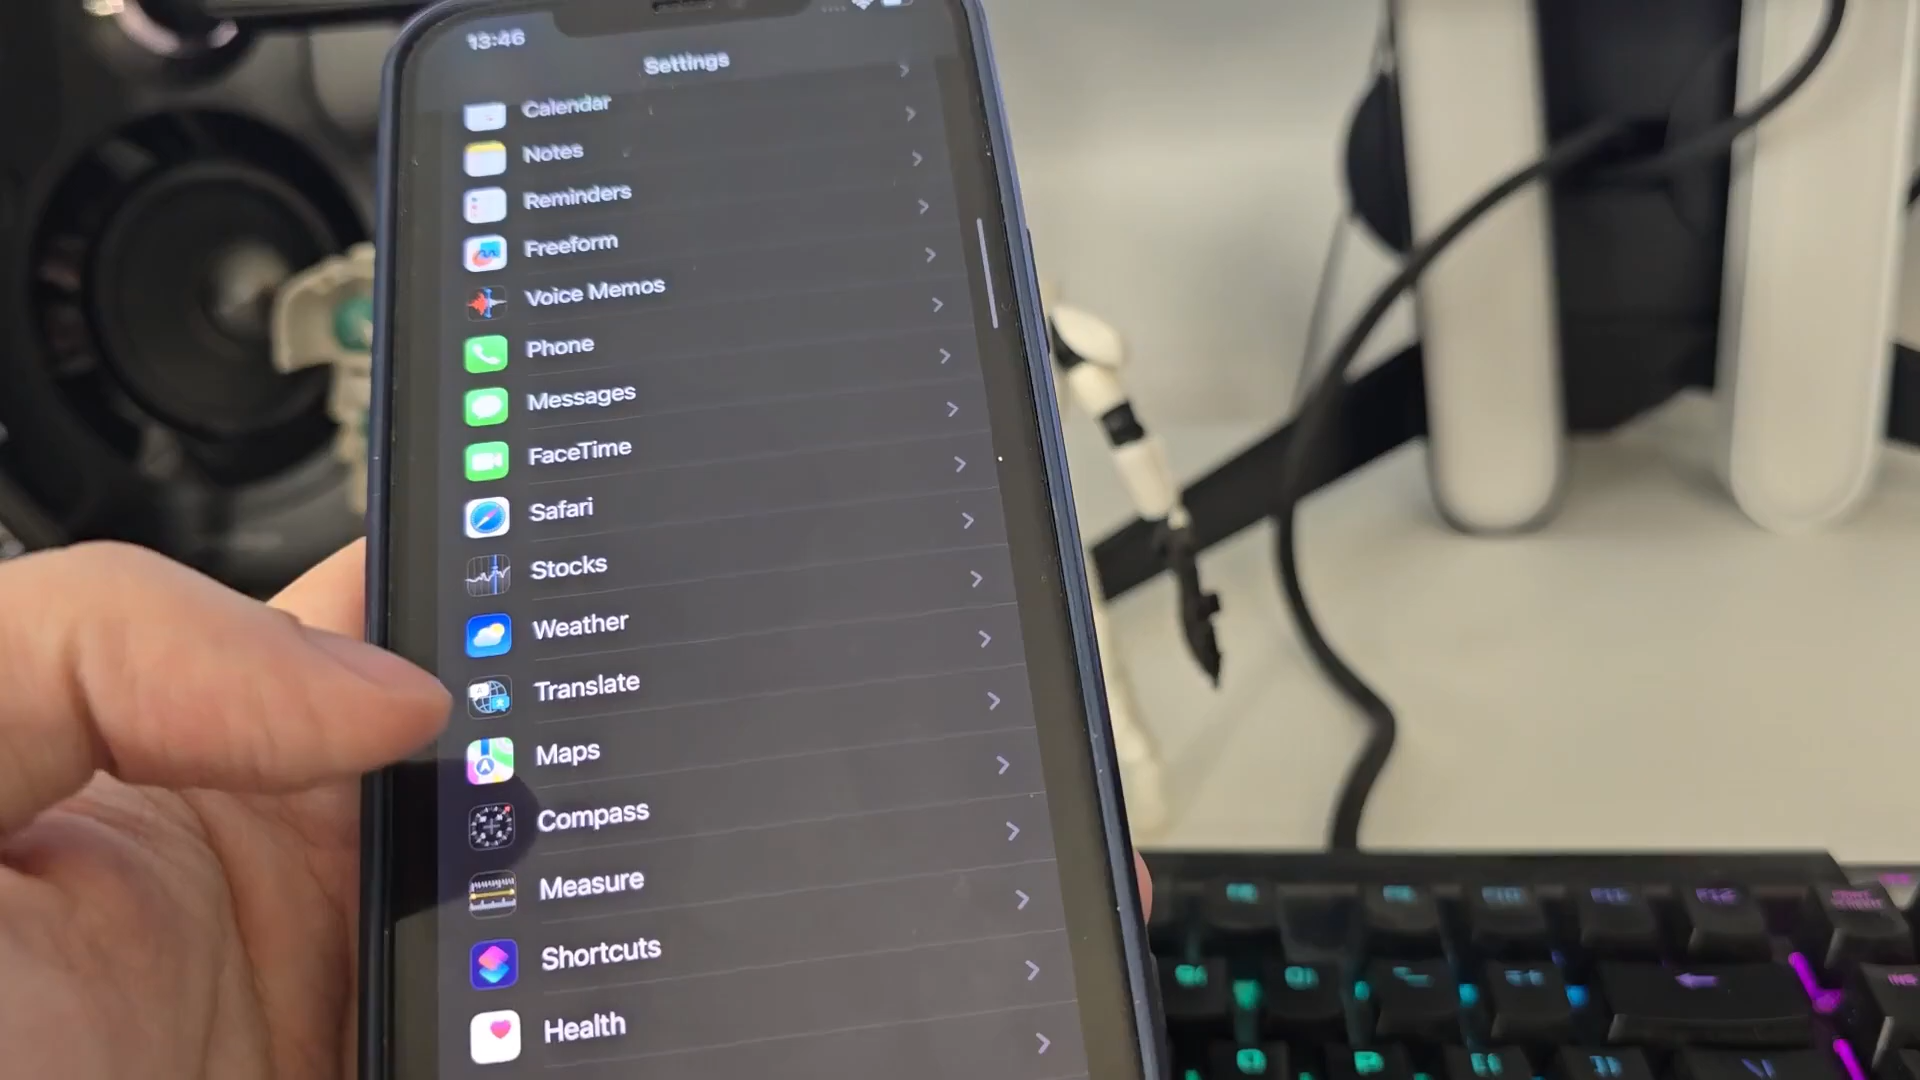 13:46
Settings
Calendar
Notes
Reminders
Freeform
Voice Memos
Phone
Messages
FaceTime
Safari
Stocks
Weather
Translate
Maps
Compass
Measure
Shortcuts
Health